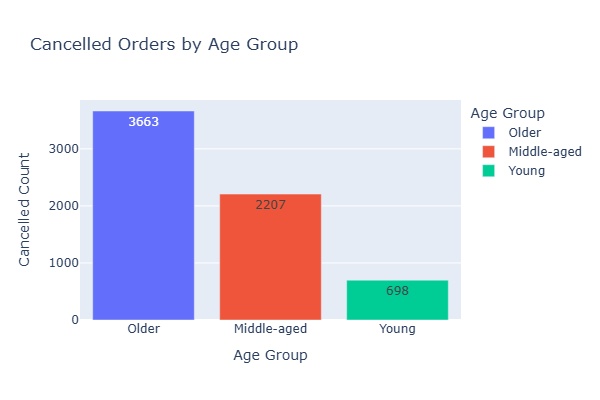 Cancelled Orders by Age Group
Age Group
Older
Middle-aged
Young
Cancelled Count
3000
2000
1000
0
3663
2207
698
Older
Middle-aged
Young
Age Group